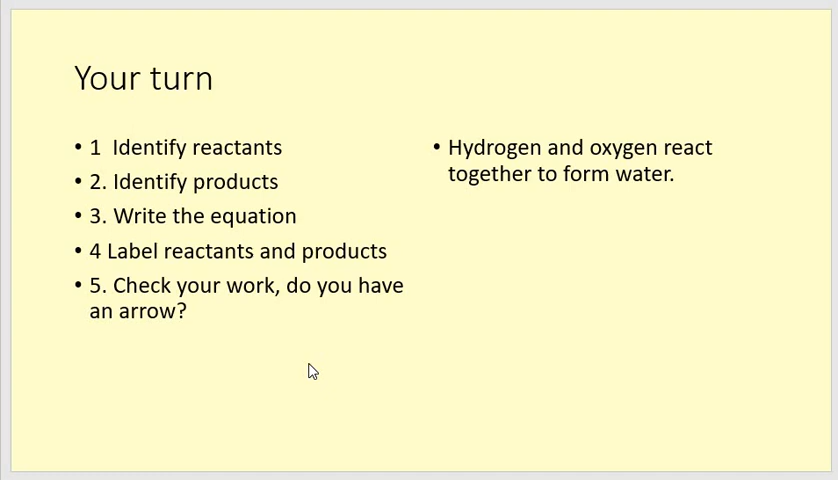 Your turn
• 1  Identify reactants
• 2. Identify products
• 3. Write the equation
• 4 Label reactants and products
• 5. Check your work, do you have
an arrow?
• Hydrogen and oxygen react
together to form water.